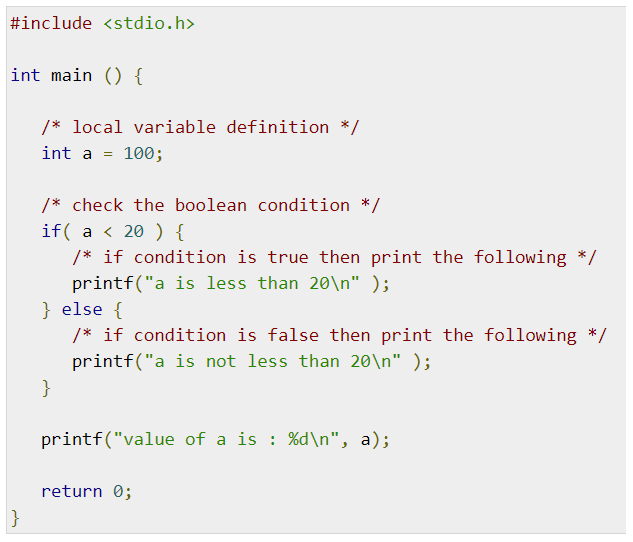 #include <stdio.h>
int main () {
/* local variable definition */
int a = 100;
/* check the boolean condition */
if( a < 20 ) {
/* if condition is true then print the following */
printf("a is less than 20\n" );
} else {
/* if condition is false then print the following */
printf("a is not less than 20\n" );
}
printf("value of a is : %d\n", a);
return 0;
}